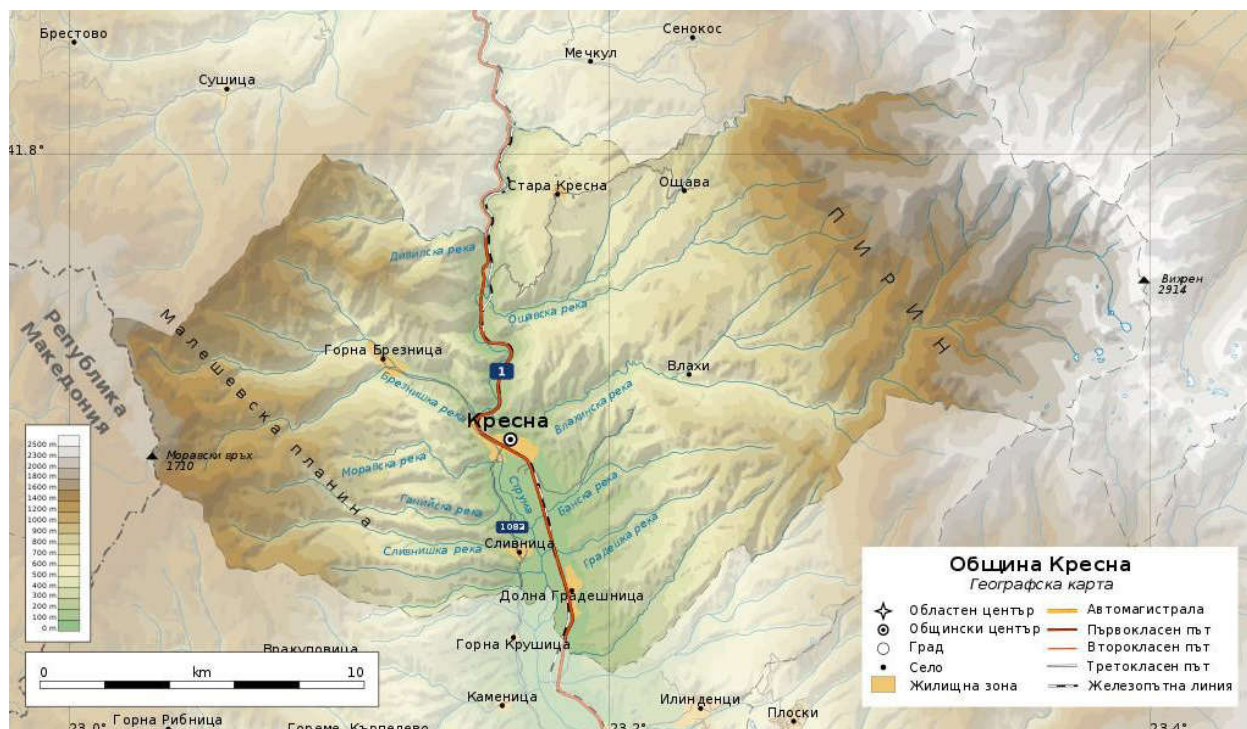 Брестово
Сенокос
Мечкул
Сушица
41.8°
Стара Кресна
Ощава
ПИРИН
Дивилска река
Вихрен
2914
Ощавска река
Република
Македония
Малешевска планина
Горна Брезница
1
Влахи
Брезнишка река
Влахинска река
Кресна
Моравски връх
1710
Моравска река
Струма
Банска река
Ганийска река
1083
Сливница
Сливнишка река
Градешка река
Долна Градешница
Горна Крушица
Вракуповица
Каменица
Илинденци
Плоски
Горна Рибница
23.0°
23.2°
23.4°
2500 m
2300 m
2000 m
1800 m
1600 m
1400 m
1200 m
1000 m
900 m
800 m
700 m
600 m
500 m
400 m
300 m
200 m
100 m
0 m
0 km 10
Община Кресна
Географска карта
Областен център
Автомагистрала
Общински център
Първокласен път
Град
Второкласен път
Село
Третокласен път
Жилищна зона
Железопътна линия